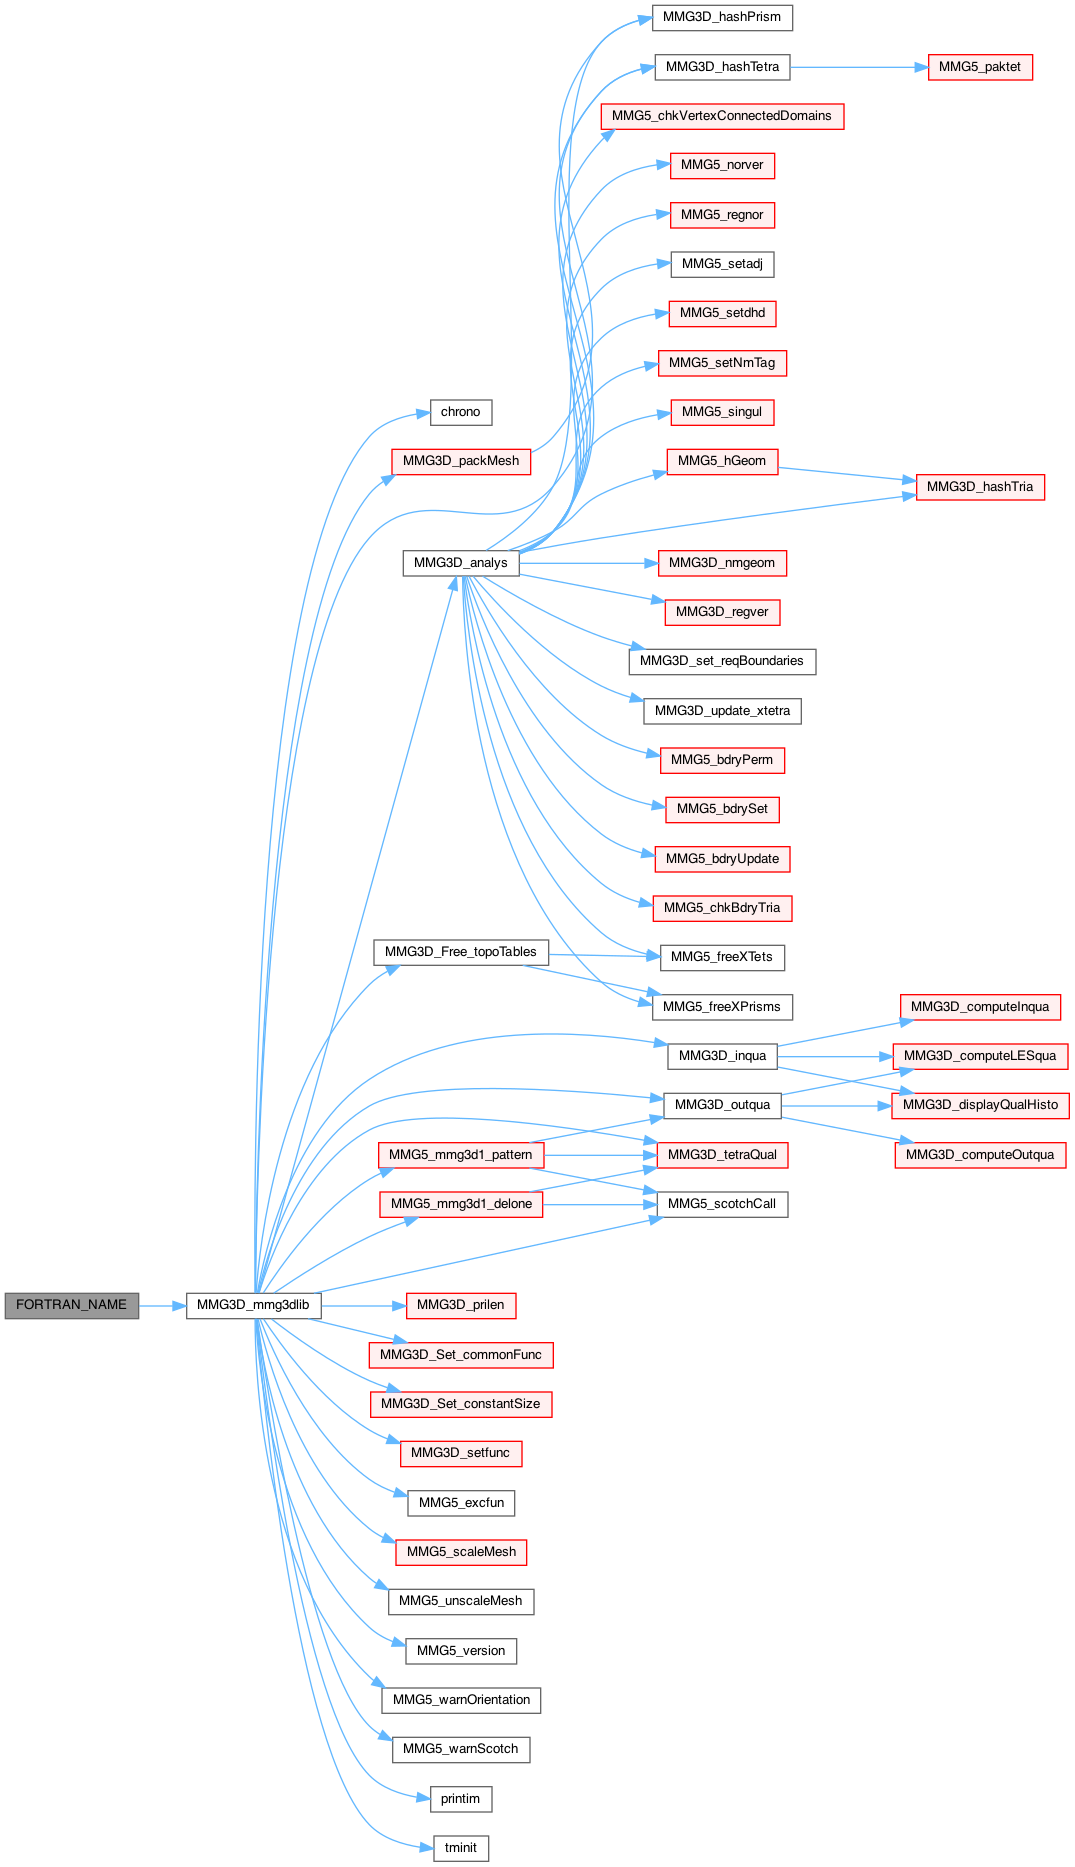 MMG3D_hashPrism
MMG3D_hashTetra
MMG5_paktet
MMG5_chkVertexConnectedDomains
MMG5_norver
MMG5_regnor
MMG5_setadj
MMG5_setdhd
MMG5_setNmTag
chrono
MMG5_singul
MMG3D_packMesh
MMG5_hGeom
MMG3D_hashTria
MMG3D_analys
MMG3D_nmgeom
MMG3D_regver
MMG3D_set_reqBoundaries
MMG3D_update_xtetra
MMG5_bdryPerm
MMG5_bdrySet
MMG5_bdryUpdate
MMG5_chkBdryTria
MMG3D_Free_topoTables
MMG5_freeXTets
MMG5_freeXPrisms
MMG3D_computeInqua
MMG3D_inqua
MMG3D_computeLESqua
MMG3D_outqua
MMG3D_displayQualHisto
MMG5_mmg3d1_pattern
MMG3D_tetraQual
MMG3D_computeOutqua
MMG5_mmg3d1_delone
MMG5_scotchCall
FORTRAN_NAME
MMG3D_mmg3dlib
MMG3D_prilen
MMG3D_Set_commonFunc
MMG3D_Set_constantSize
MMG3D_setfunc
MMG5_excfun
MMG5_scaleMesh
MMG5_unscaleMesh
MMG5_version
MMG5_warnOrientation
MMG5_warnScotch
printim
tminit